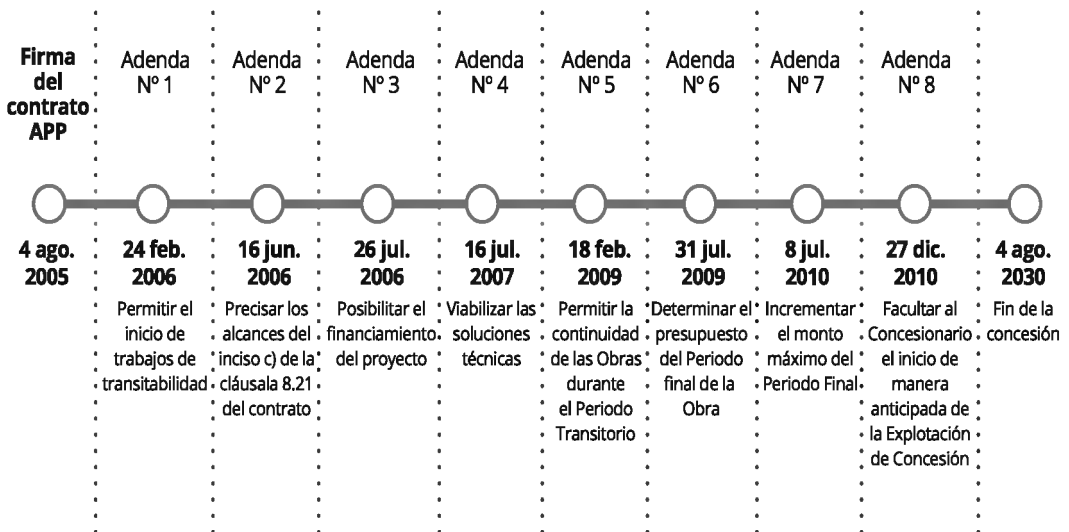 Firma
del
contrato
APP
4 ago.
2005
Adenda
Nº 1
24 feb.
2006
Permitir el
inicio de
trabajos de
transitabilidad
Adenda
Nº 2
16 jun.
2006
Precisar los
alcances del
inciso c) de la
cláusala 8.21
del contrato
Adenda
Nº 3
26 jul.
2006
Posibilitar el
financiamiento
del proyecto
Adenda
Nº 4
16 jul.
2007
Viabilizar las
soluciones
técnicas
Adenda
Nº 5
18 feb.
2009
Permitir la
continuidad
de las Obras
durante
el Periodo
Transitorio
Adenda
Nº 6
31 jul.
2009
Determinar el
presupuesto
del Periodo
final de la
Obra
Adenda
Nº 7
8 jul.
2010
Incrementar
el monto
máximo del
Periodo Final
Adenda
Nº 8
27 dic.
2010
Facultar al
Concesionario
el inicio de
manera
anticipada de
la Explotación
de Concesión
4 ago.
2030
Fin de la
concesión